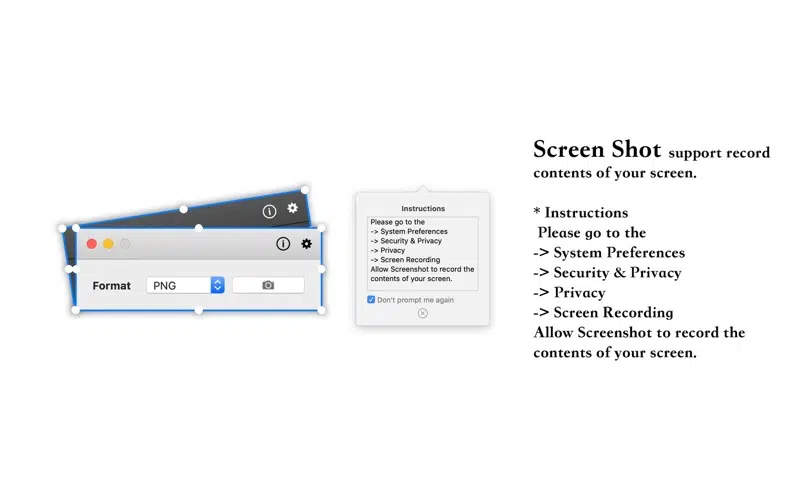 Format
PNG
Instructions
Please go to the
-> System Preferences
-> Security & Privacy
-> Privacy
-> Screen Recording
Allow Screenshot to record the
contents of your screen.
Don't prompt me again
Screen Shot support record
contents of your screen.
* Instructions
Please go to the
-> System Preferences
-> Security & Privacy
-> Privacy
-> Screen Recording
Allow Screenshot to record the
contents of your screen.